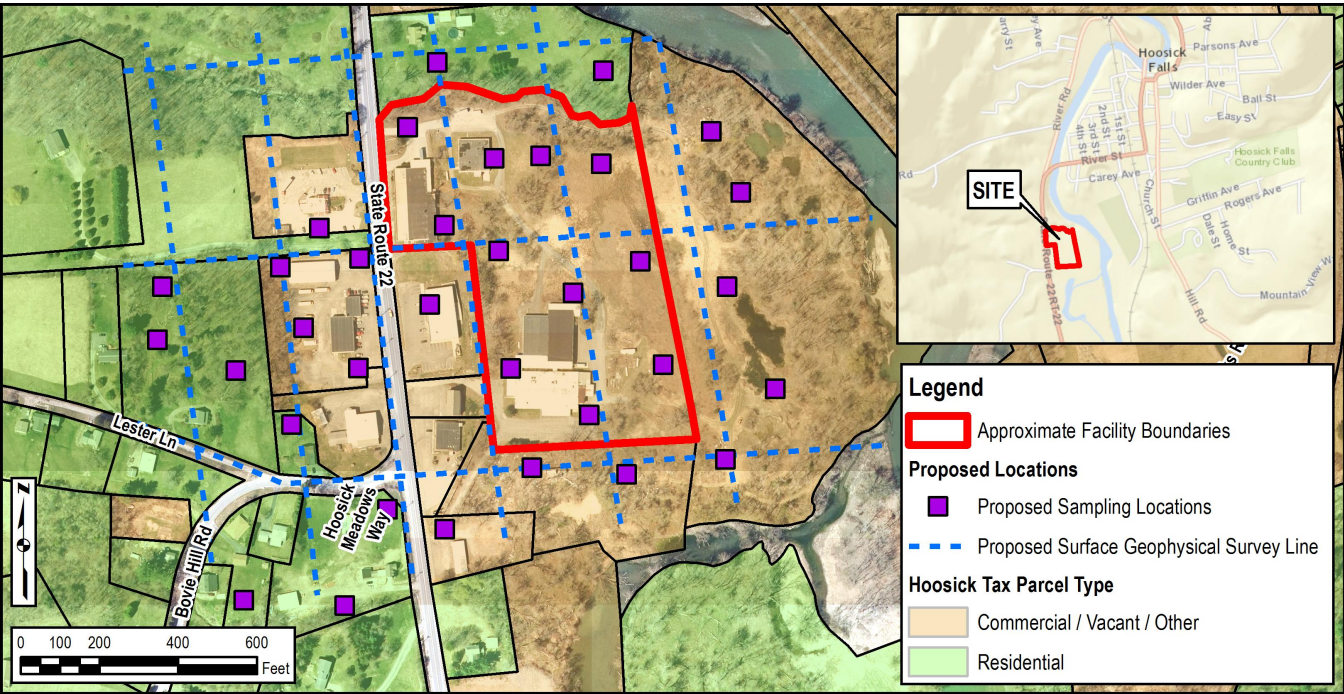 State Route 22
Lester Ln
Hoosick
Meadows
Way
Bovie Hill Rd
N
0 100 200 400 600
Feet
SITE
Hoosick
Falls
Parsons Ave
Wilder Ave
Ball St
Easy St
Hoosick Falls
Country Club
River Rd
1st St
2nd St
3rd St
4th St
River St
Carey Ave
Church St
Griffin Ave
Rogers Ave
Dale St
Home St
Mountain View W
Hill Rd
Rd
Route 22
RT-22
Legend
Approximate Facility Boundaries
Proposed Locations
Proposed Sampling Locations
Proposed Surface Geophysical Survey Line
Hoosick Tax Parcel Type
Commercial / Vacant / Other
Residential